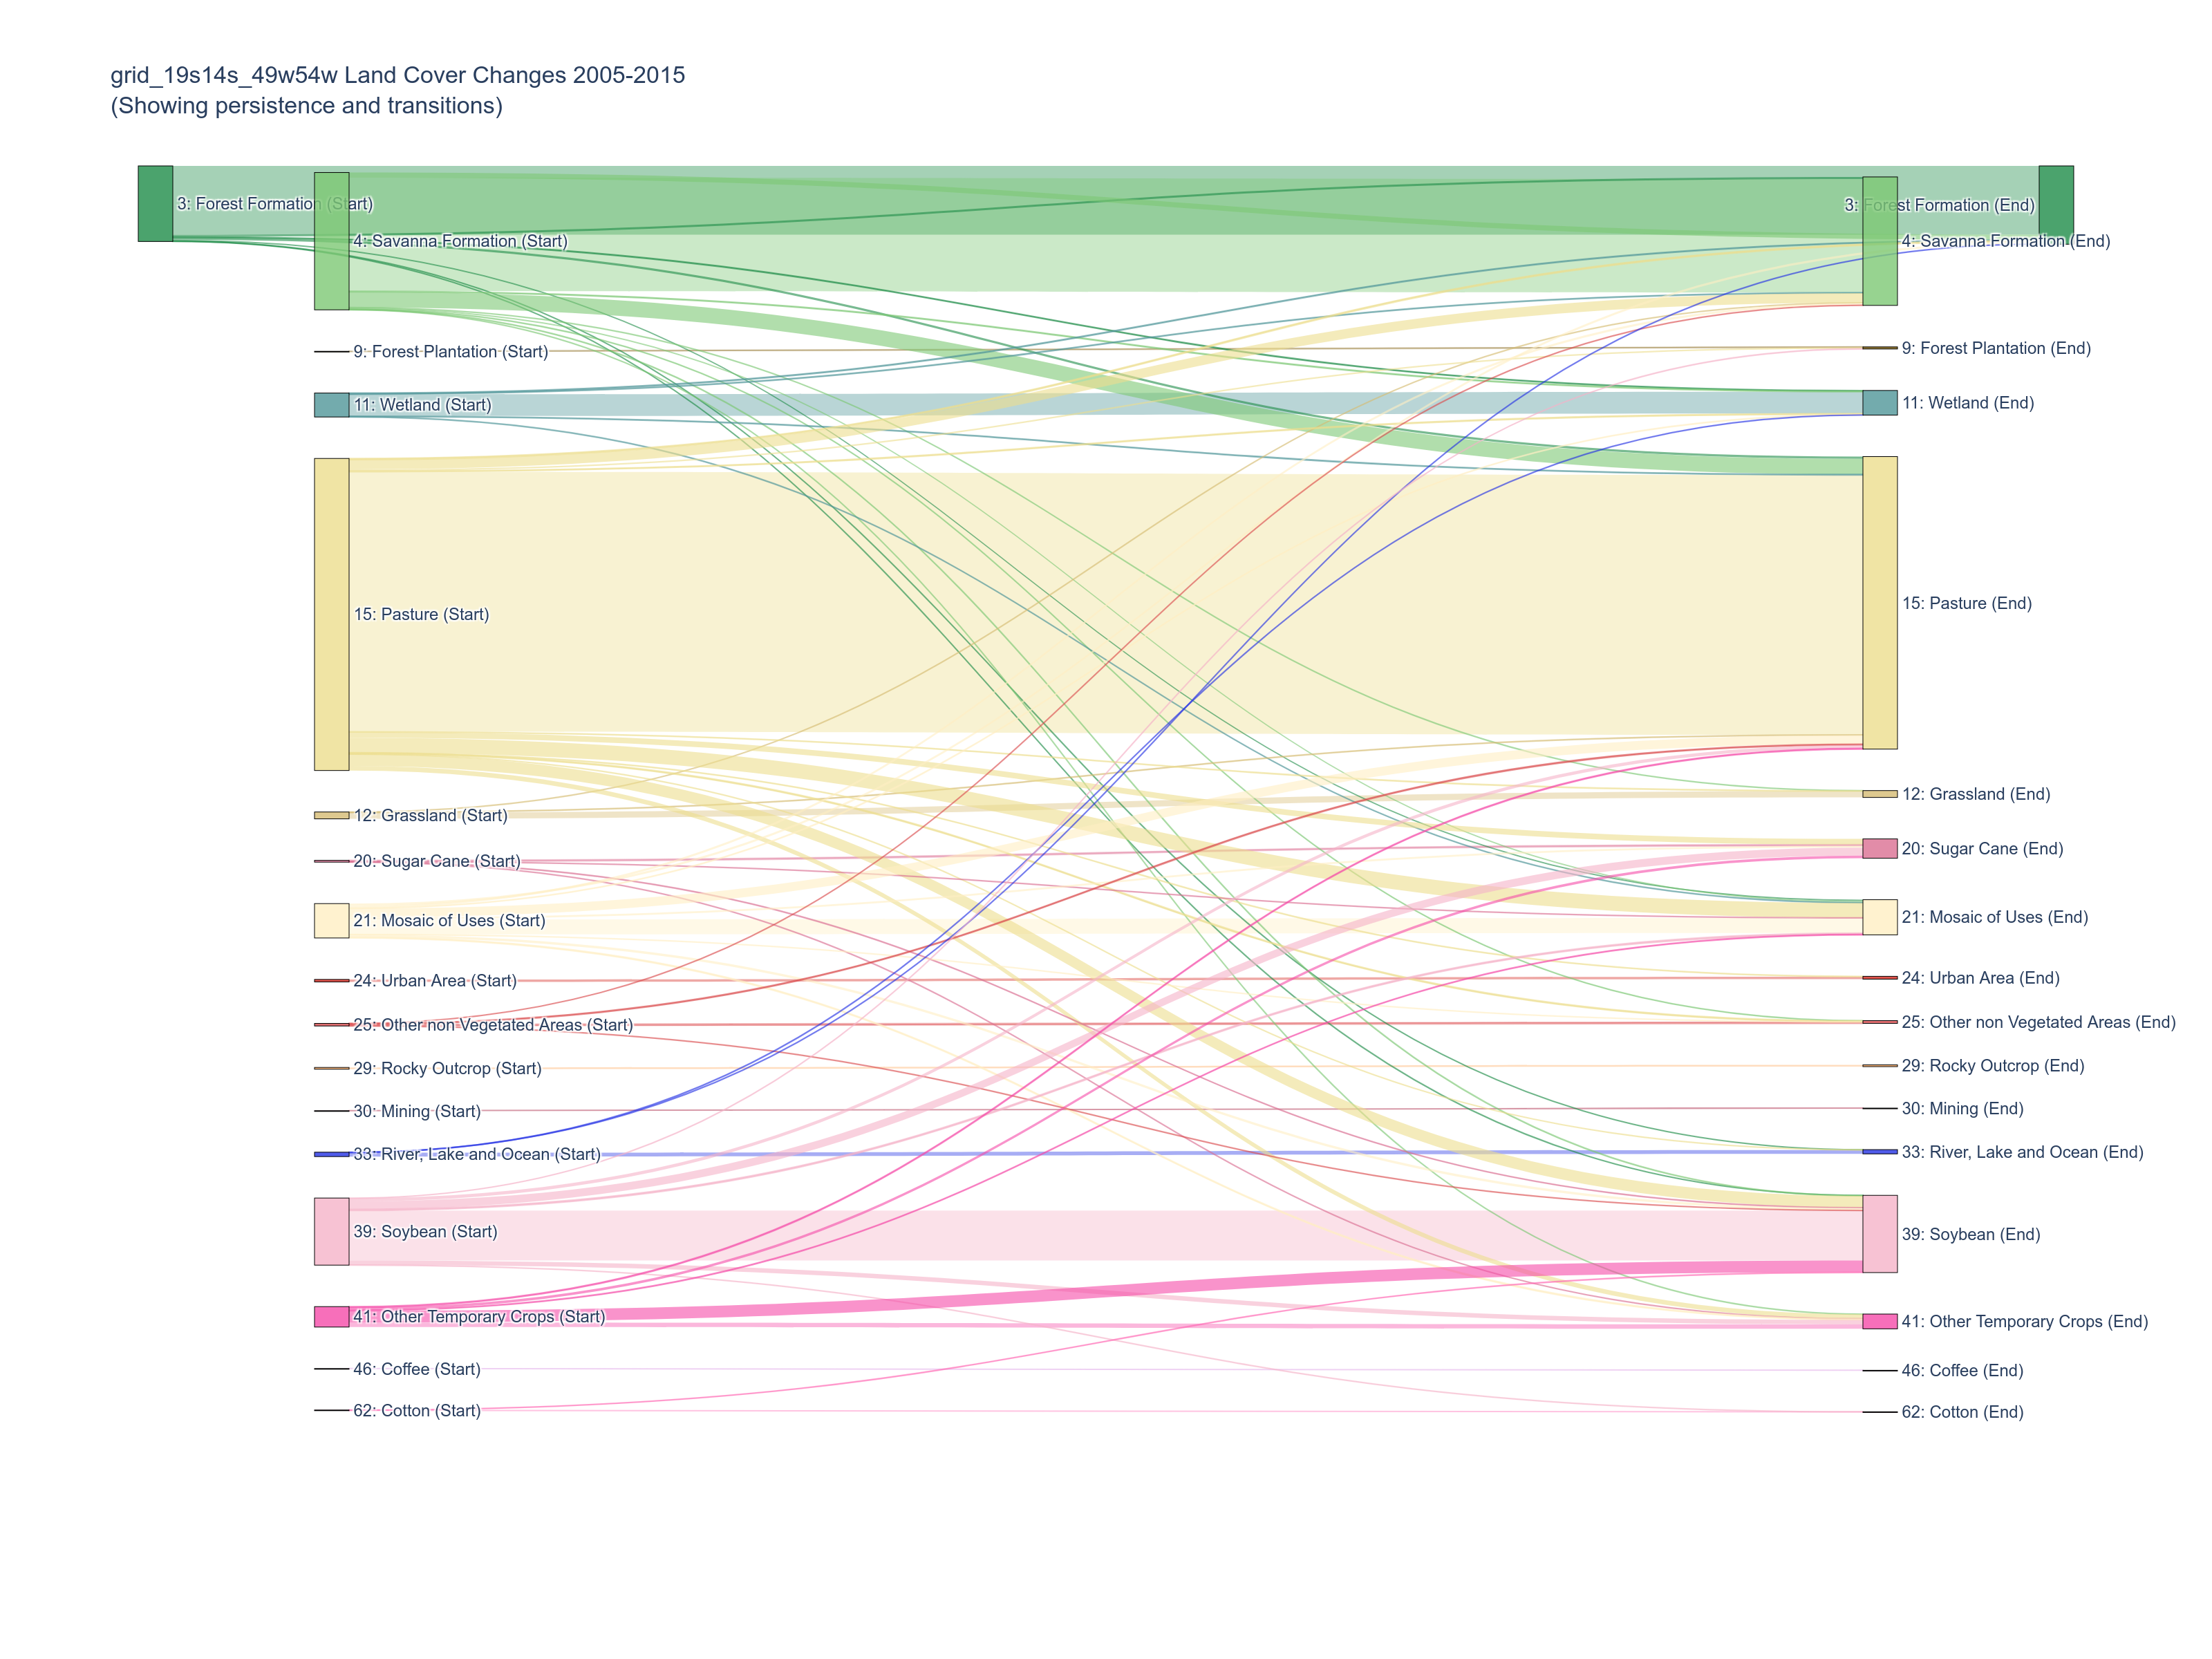 grid_19s14s_49w54w Land Cover Changes 2005-2015
(Showing persistence and transitions)
3: Forest Formation (Start)
3: Forest Formation (End)
4: Savanna Formation (Start)
4: Savanna Formation (End)
9: Forest Plantation (Start)
9: Forest Plantation (End)
11: Wetland (Start)
11: Wetland (End)
15: Pasture (Start)
15: Pasture (End)
12: Grassland (Start)
12: Grassland (End)
20: Sugar Cane (Start)
20: Sugar Cane (End)
21: Mosaic of Uses (Start)
21: Mosaic of Uses (End)
24: Urban Area (Start)
24: Urban Area (End)
25: Other non Vegetated Areas (Start)
25: Other non Vegetated Areas (End)
29: Rocky Outcrop (Start)
29: Rocky Outcrop (End)
30: Mining (Start)
30: Mining (End)
33: River, Lake and Ocean (Start)
33: River, Lake and Ocean (End)
39: Soybean (Start)
39: Soybean (End)
41: Other Temporary Crops (Start)
41: Other Temporary Crops (End)
46: Coffee (Start)
46: Coffee (End)
62: Cotton (Start)
62: Cotton (End)